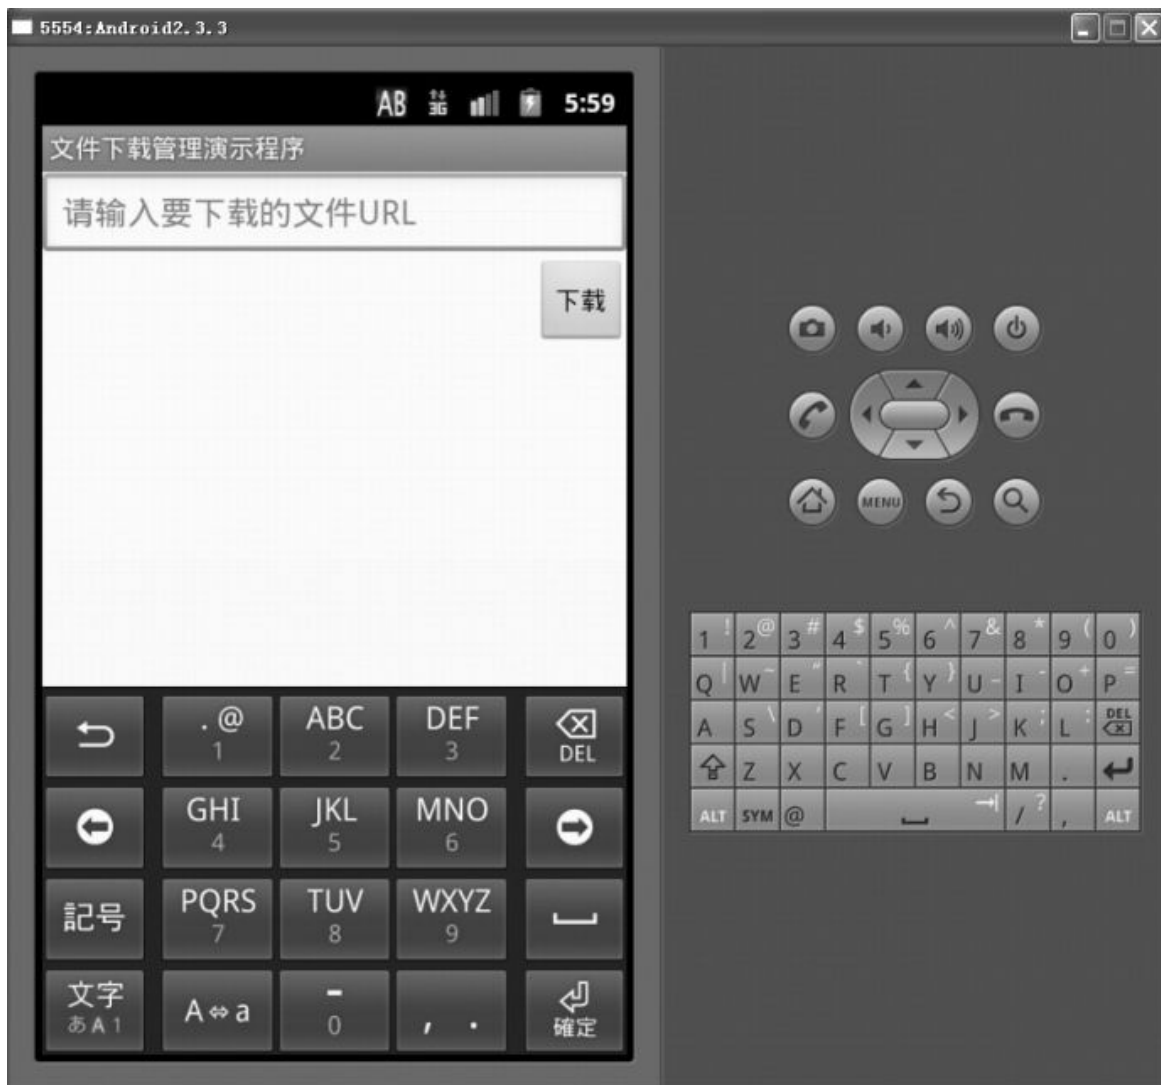 5554:Android2.3.3
AB 3G 5:59
文件下载管理演示程序
请输入要下载的文件URL
下载
MENU
. @ ABC DEF
1 2 3 DEL
GHI JKL MNO
4 5 6
記号 PQRS TUV WXYZ
7 8 9
文字 A⇔a - , . 確定
あA1 0
1 ! 2 @ 3 # 4 $ 5 % 6 ^ 7 & 8 * 9 ( 0 )
Q | W ~ E " R ` T { Y } U _ I - O + P =
A S \ D ' F [ G ] H < J > K ; L : DEL
Z X C V B N M .
ALT SYM @ / ? , ALT